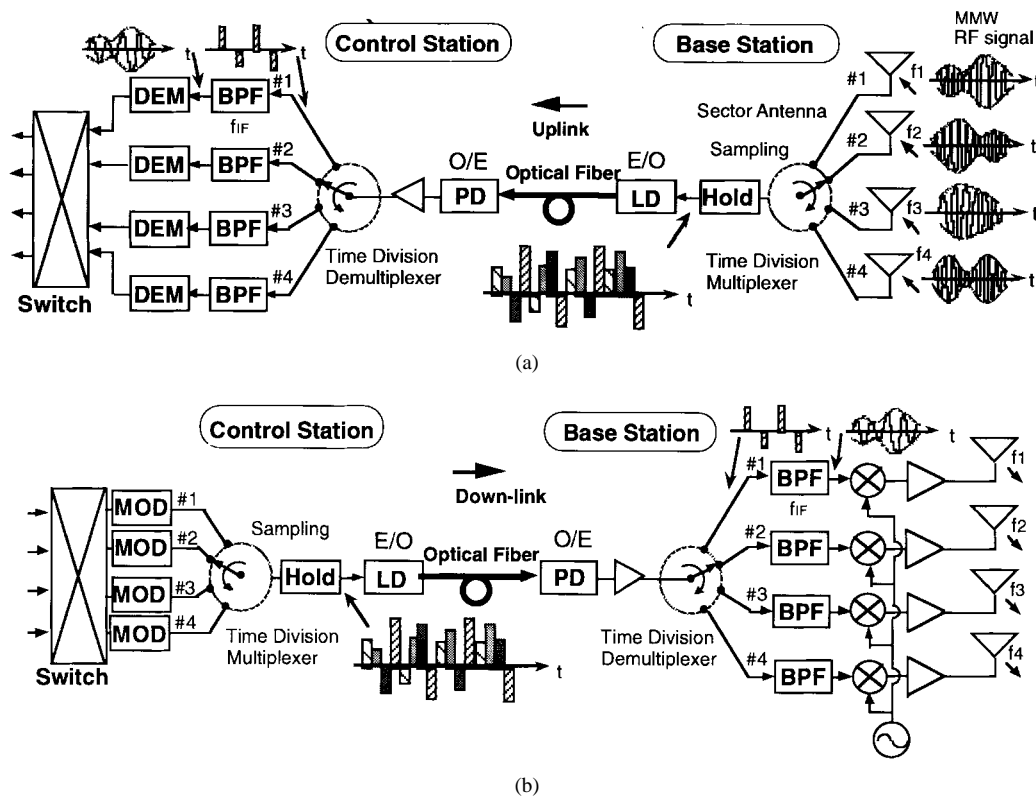 Control Station
Base Station
MMW
RF signal
t
t
#1
#1
f1
t
DEM
BPF
fIF
Uplink
Sector Antenna
#2
f2
t
Sampling
#2
DEM
BPF
O/E
Optical Fiber
E/O
PD
LD
Hold
#3
f3
t
DEM
BPF
#3
Time Division
Demultiplexer
Time Division
Multiplexer
#4
f4
t
#4
DEM
BPF
Switch
t
(a)
Control Station
Base Station
t
t
f1
#1
BPF
fIF
Down-link
MOD
#1
Sampling
f2
#2
BPF
MOD
#2
E/O
Optical Fiber
O/E
Hold
LD
PD
f3
#3
BPF
MOD
#3
MOD
#4
Time Division
Multiplexer
Time Division
Demultiplexer
f4
#4
BPF
Switch
t
(b)